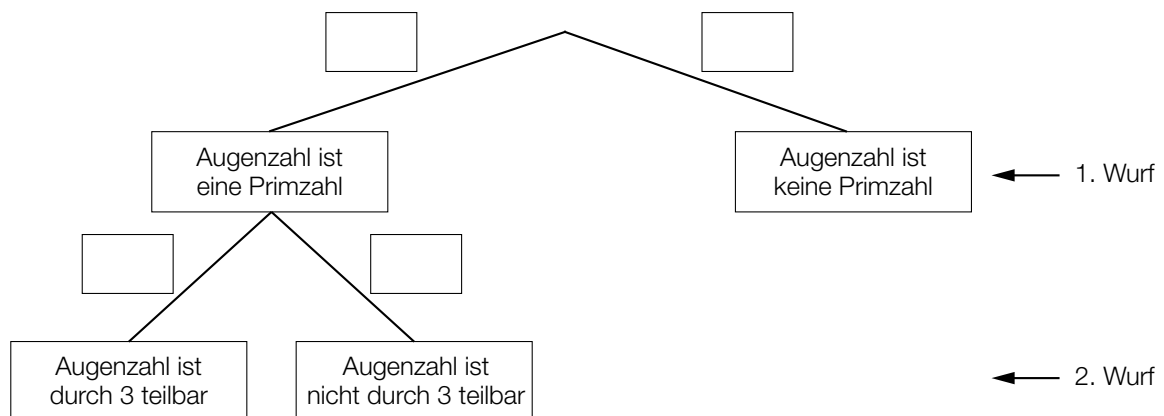 Augenzahl ist
eine Primzahl
Augenzahl ist
keine Primzahl
1. Wurf
Augenzahl ist
durch 3 teilbar
Augenzahl ist
nicht durch 3 teilbar
2. Wurf